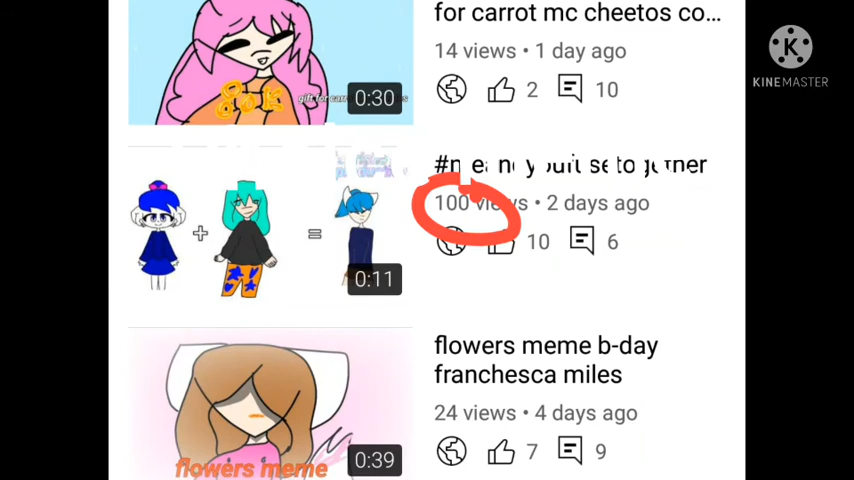 for carrot mc cheetos co...
14 views • 1 day ago
2
10
0:30
K
KINEMASTER
100 views • 2 days ago
+
=
10
6
0:11
flowers meme b-day
franchesca miles
24 views • 4 days ago
7
9
flowers meme
0:39